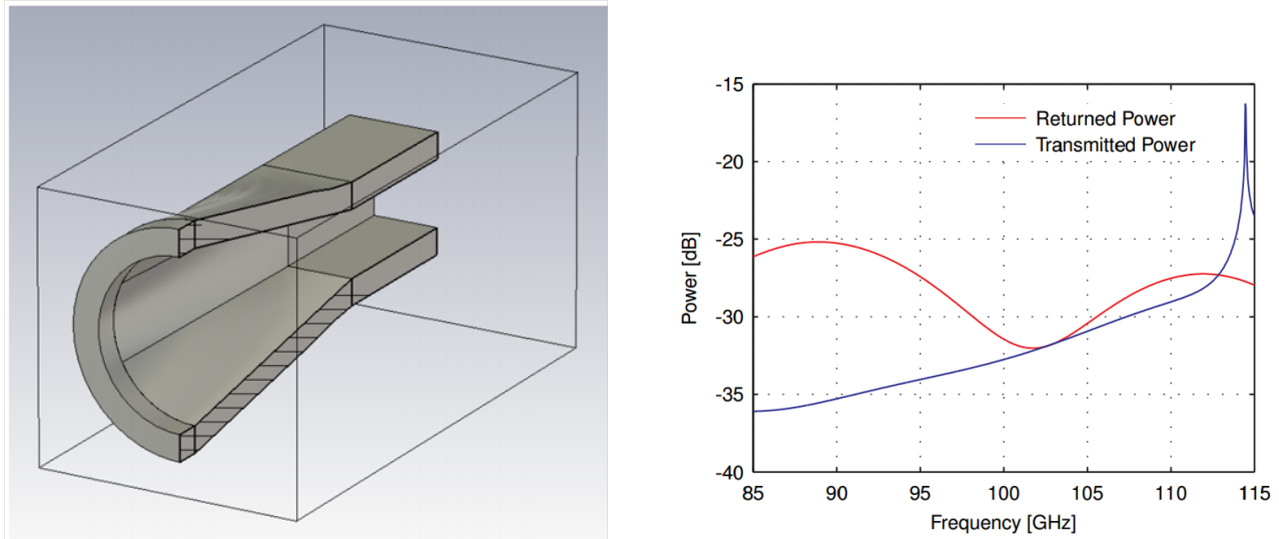 -15
-20
-25
-30
-35
-40
Power [dB]
Returned Power
Transmitted Power
85 90 95 100 105 110 115
Frequency [GHz]